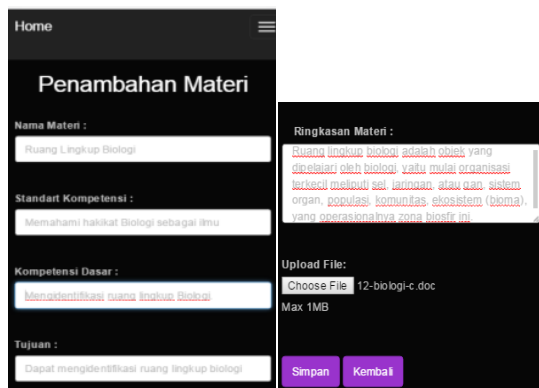 Home
Penambahan Materi
Nama Materi :
Ruang Lingkup Biologi
Standart Kompetensi :
Memahami hakikat Biologi sebagai ilmu
Kompetensi Dasar :
Mengidentifikasi ruang lingkup Biologi.
Tujuan :
Dapat mengidentifikasi ruang lingkup biologi
Ringkasan Materi :
Ruang lingkup biologi adalah objek yang
dipelajari oleh biologi, yaitu mulai organisasi
terkecil meliputi sel, jaringan, atau gan, sistem
organ, populasi, komunitas, ekosistem (bioma),
yang operasionalnya zona biosfir ini.
Upload File:
Choose File 12-biologi-c.doc
Max 1MB
Simpan Kembali